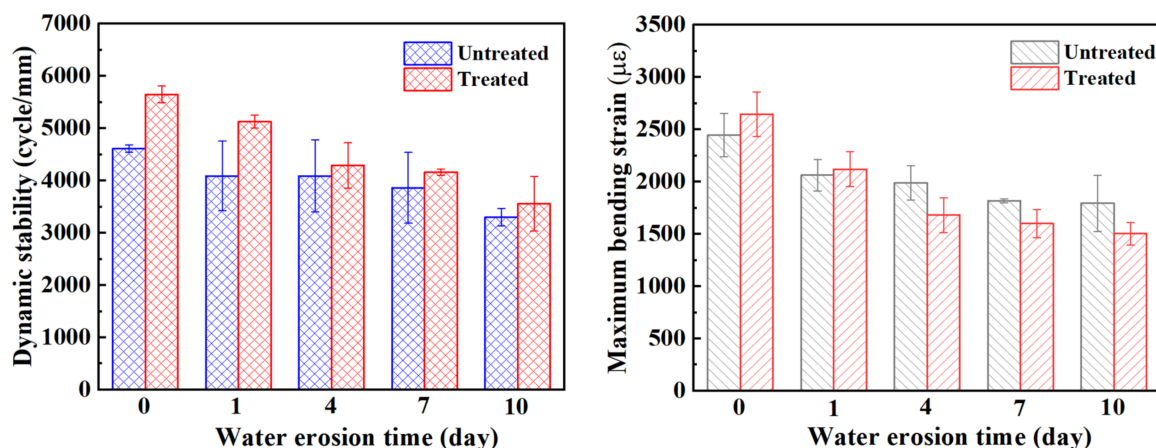 Dynamic stability (cycle/mm)
7000
6000
5000
4000
3000
2000
1000
0
Untreated
Treated
0 1 4 7 10
Water erosion time (day)
Maximum bending strain (με)
3500
3000
2500
2000
1500
1000
500
0
Untreated
Treated
0 1 4 7 10
Water erosion time (day)